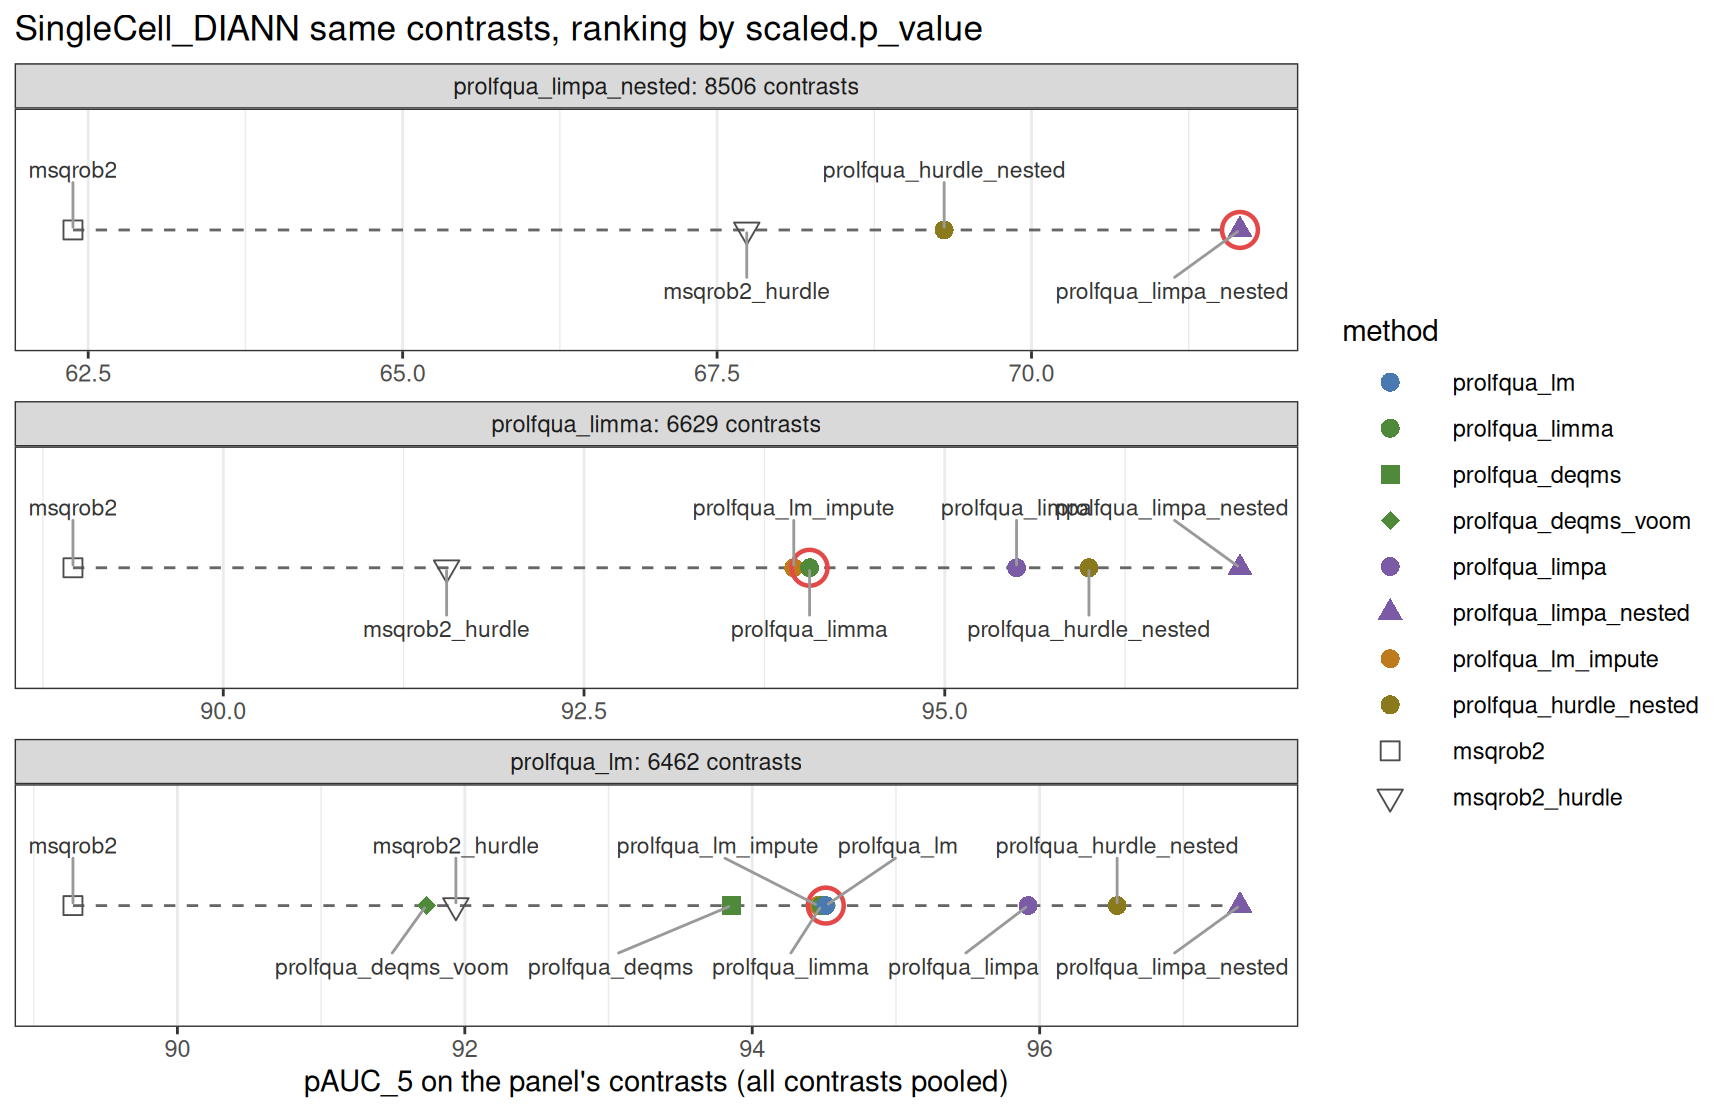 SingleCell_DIANN same contrasts, ranking by scaled.p_value
prolfqua_limpa_nested: 8506 contrasts
msqrob2
prolfqua_hurdle_nested
msqrob2_hurdle
prolfqua_limpa_nested
62.5
65.0
67.5
70.0
prolfqua_limma: 6629 contrasts
msqrob2
prolfqua_lm_impute
prolfqua_limpa
prolfqua_limpa_nested
msqrob2_hurdle
prolfqua_limma
prolfqua_hurdle_nested
90.0
92.5
95.0
prolfqua_lm: 6462 contrasts
msqrob2
msqrob2_hurdle
prolfqua_lm_impute
prolfqua_lm
prolfqua_hurdle_nested
prolfqua_deqms_voom
prolfqua_deqms
prolfqua_limma
prolfqua_limpa
prolfqua_limpa_nested
90
92
94
96
pAUC_5 on the panel's contrasts (all contrasts pooled)
method
prolfqua_lm
prolfqua_limma
prolfqua_deqms
prolfqua_deqms_voom
prolfqua_limpa
prolfqua_limpa_nested
prolfqua_lm_impute
prolfqua_hurdle_nested
msqrob2
msqrob2_hurdle